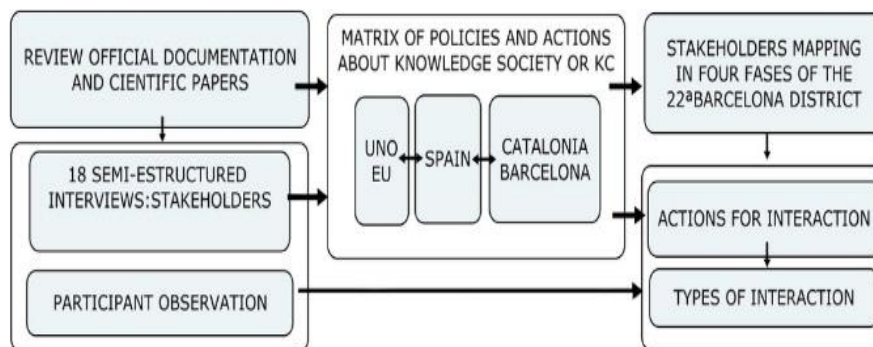 REVIEW OFFICIAL DOCUMENTATION
AND CIENTIFIC PAPERS
18 SEMI-ESTRUCTURED
INTERVIEWS:STAKEHOLDERS
PARTICIPANT OBSERVATION
MATRIX OF POLICIES AND ACTIONS
ABOUT KNOWLEDGE SOCIETY OR KC
UNO
EU
SPAIN
CATALONIA
BARCELONA
STAKEHOLDERS MAPPING
IN FOUR FASES OF THE
22ªBARCELONA DISTRICT
ACTIONS FOR INTERACTION
TYPES OF INTERACTION